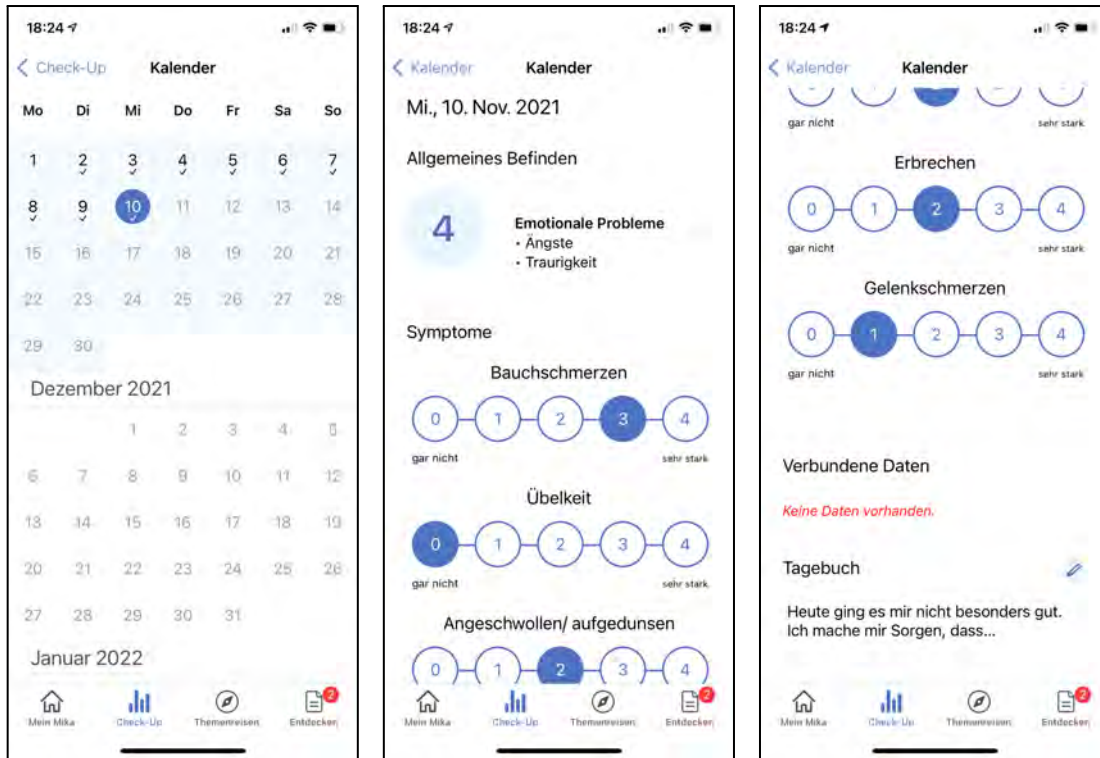 18:24
Check-Up Kalender
Mo Di Mi Do Fr Sa So
1 2 3 4 5 6 7
8 9 10 11 12 13 14
15 16 17 18 19 20 21
22 23 24 25 26 27 28
29 30
Dezember 2021
1 2 3 4 5
6 7 8 9 10 11 12
13 14 15 16 17 18 19
20 21 22 23 24 25 26
27 28 29 30 31
Januar 2022
Mein Mika Check-Up Themenreisen Entdecken 2
18:24
Kalender Kalender
Mi., 10. Nov. 2021
Allgemeines Befinden
4
Emotionale Probleme
• Ängste
• Traurigkeit
Symptome
Bauchschmerzen
0 1 2 3 4
gar nicht sehr stark
Übelkeit
0 1 2 3 4
gar nicht sehr stark
Angeschwollen/ aufgedunsen
0 1 2 3 4
Mein Mika Check-Up Themenreisen Entdecken 2
18:24
Kalender Kalender
gar nicht sehr stark
Erbrechen
0 1 2 3 4
gar nicht sehr stark
Gelenkschmerzen
0 1 2 3 4
gar nicht sehr stark
Verbundene Daten
Keine Daten vorhanden.
Tagebuch
Heute ging es mir nicht besonders gut.
Ich mache mir Sorgen, dass...
Mein Mika Check-Up Themenreisen Entdecken 2